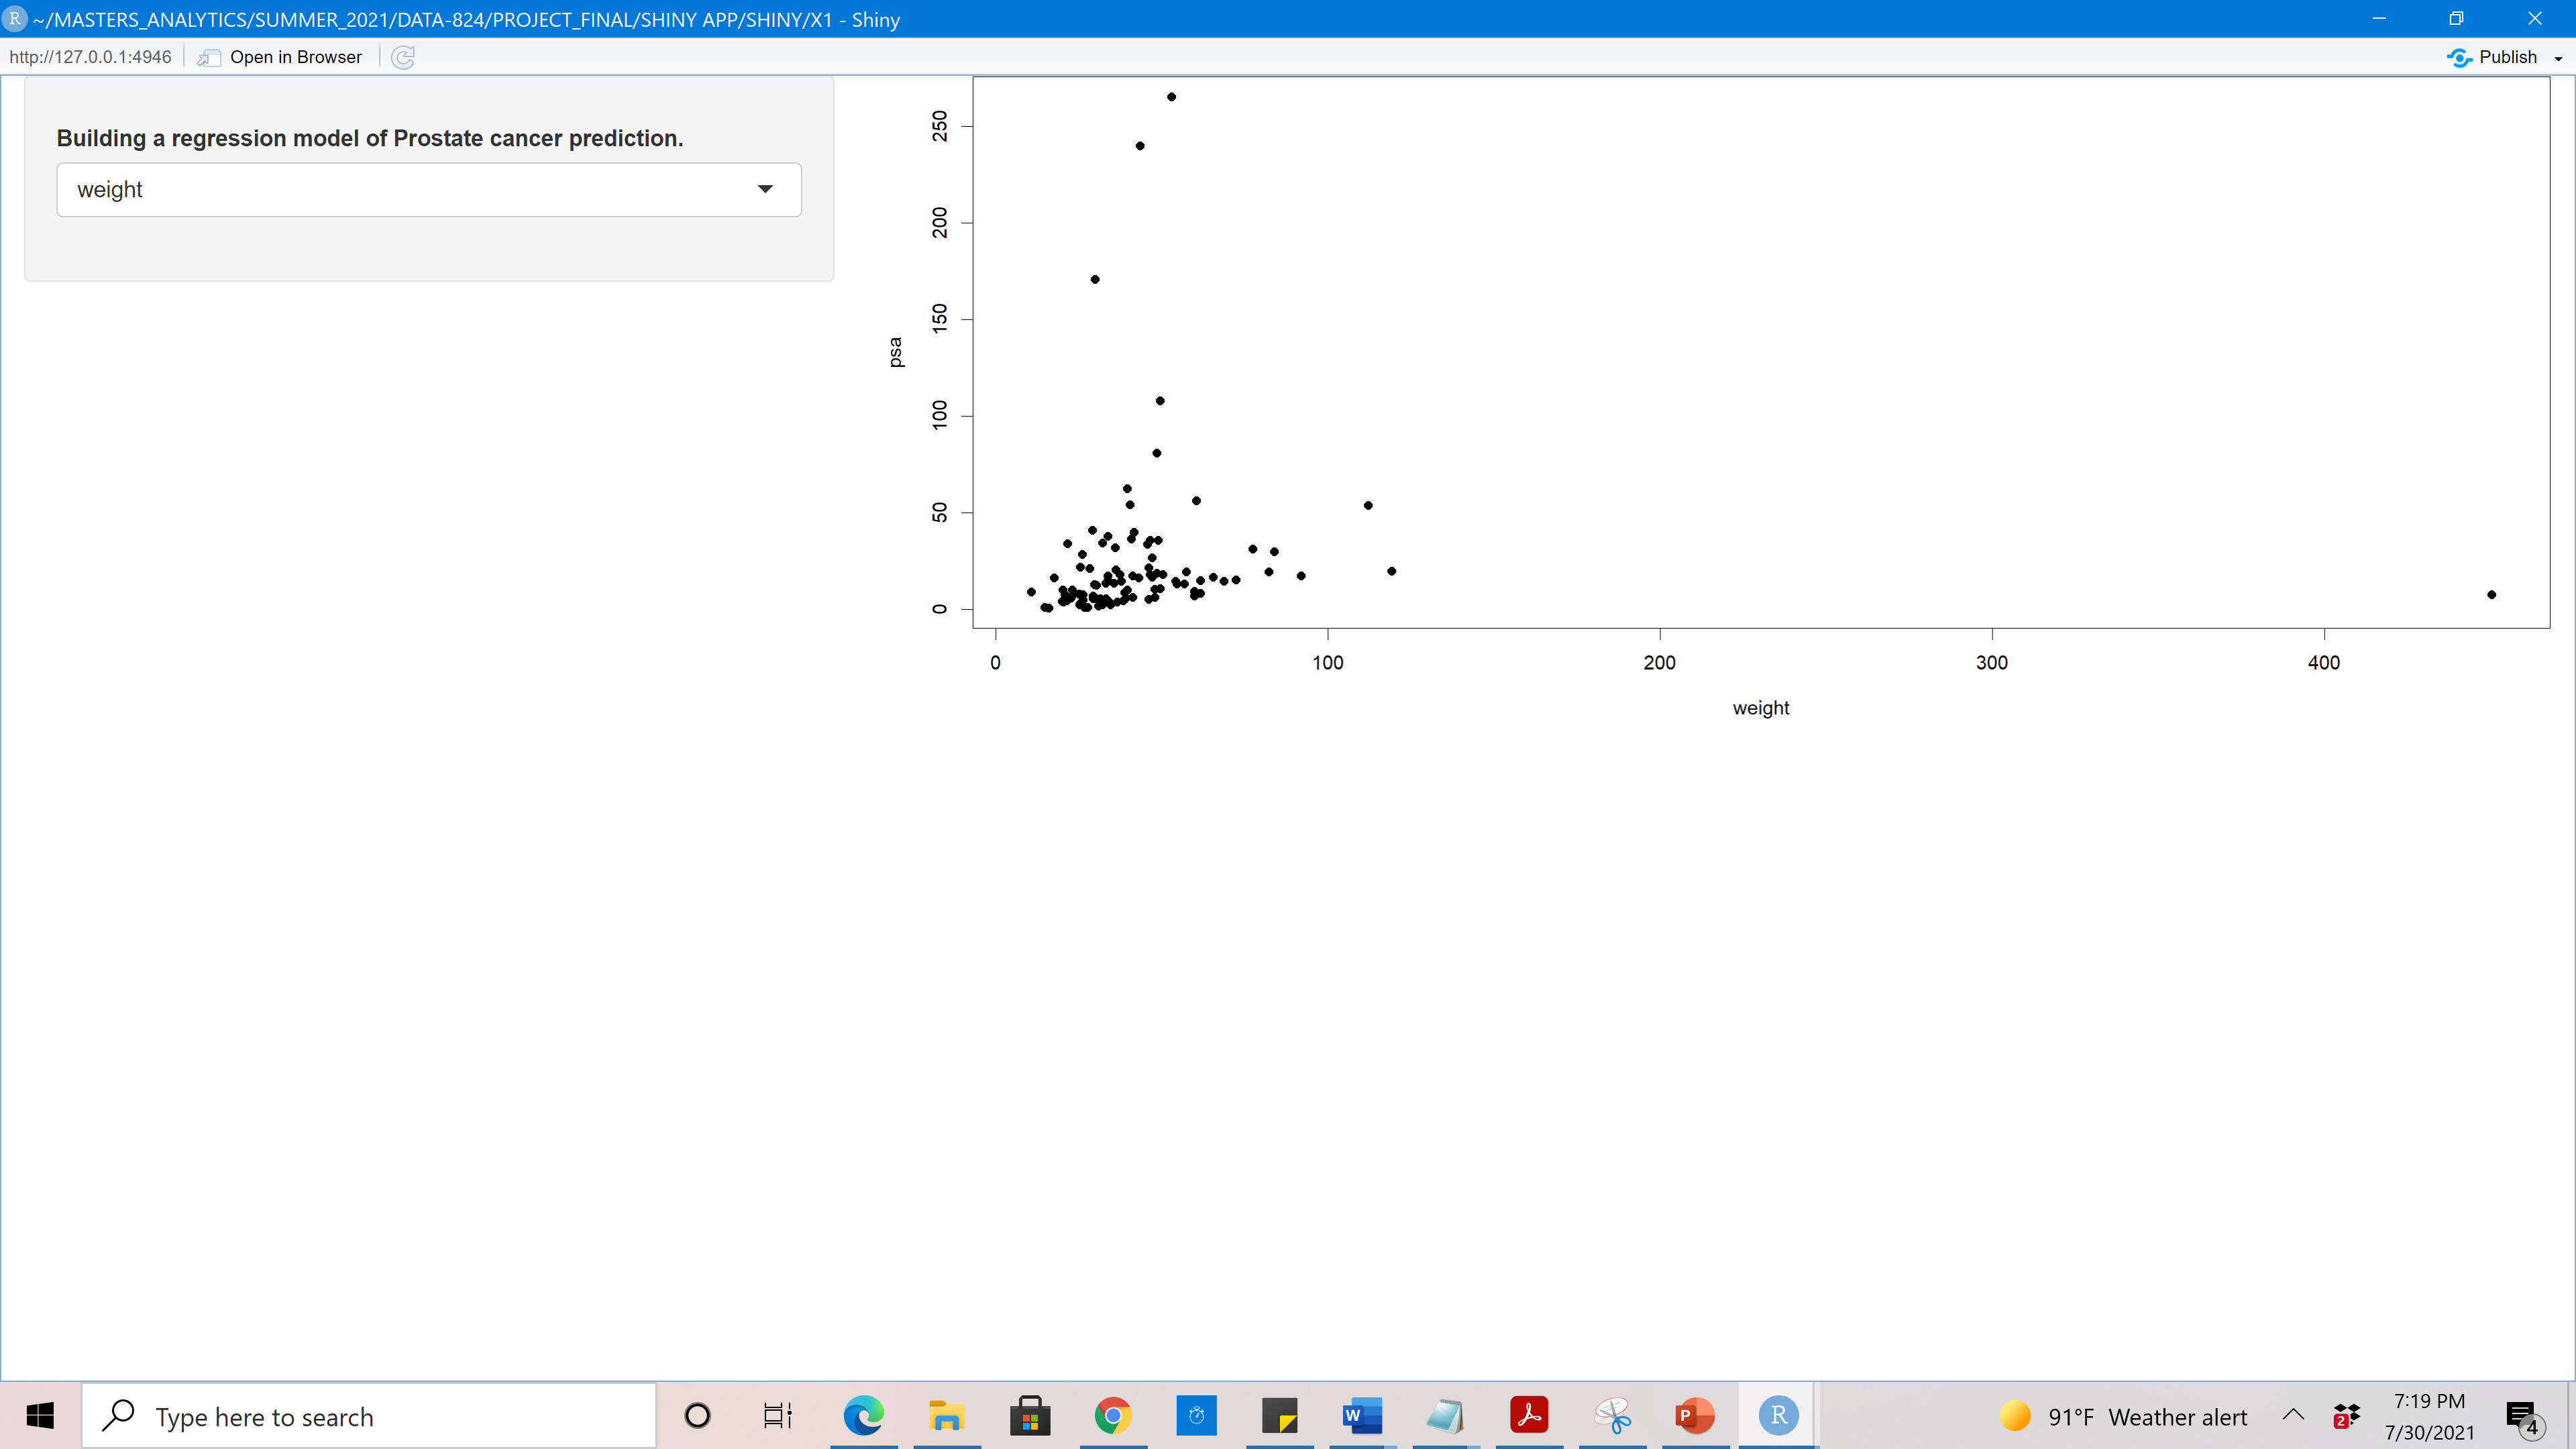 R ~/MASTERS_ANALYTICS/SUMMER_2021/DATA-824/PROJECT_FINAL/SHINY APP/SHINY/X1 - Shiny
http://127.0.0.1:4946 Open in Browser Publish
Building a regression model of Prostate cancer prediction.
weight
250
200
150
100
50
0
psa
0 100 200 300 400
weight
Type here to search
W
P
R
91°F Weather alert
2
7:19 PM
7/30/2021
4